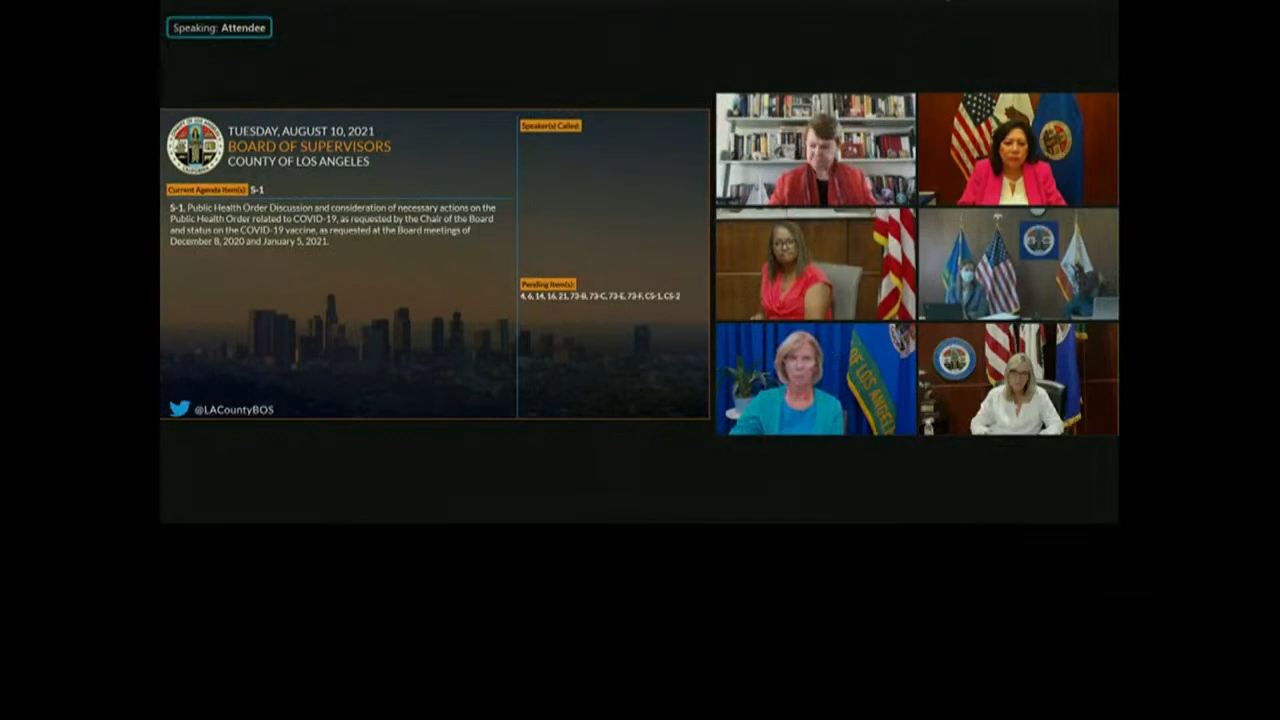 Speaking: Attendee
TUESDAY, AUGUST 10, 2021
BOARD OF SUPERVISORS
COUNTY OF LOS ANGELES
Current Agenda Item(s): S-1
S-1. Public Health Order Discussion and consideration of necessary actions on the
Public Health Order related to COVID-19, as requested by the Chair of the Board
and status on the COVID-19 vaccine, as requested at the Board meetings of
December 8, 2020 and January 5, 2021.
@LACountyBOS
Speaker(s) Called:
Pending Item(s):
4, 6, 14, 16, 21, 73-B, 73-C, 73-E, 73-F, CS-1, CS-2
OF LOS ANGELE